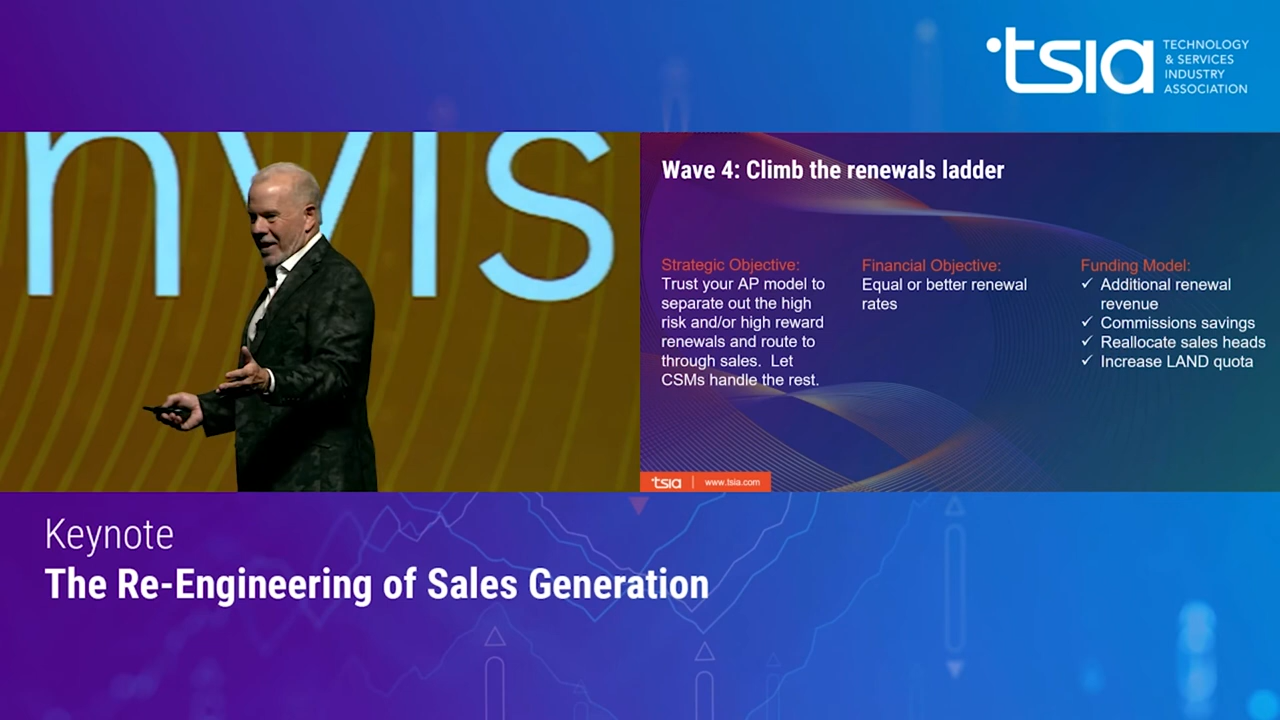 tsia
TECHNOLOGY
& SERVICES
INDUSTRY
ASSOCIATION
nvis
Wave 4: Climb the renewals ladder
Strategic Objective:
Trust your AP model to
separate out the high
risk and/or high reward
renewals and route to
through sales. Let
CSMs handle the rest.
Financial Objective:
Equal or better renewal
rates
Funding Model:
✓ Additional renewal
revenue
✓ Commissions savings
✓ Reallocate sales heads
✓ Increase LAND quota
tsia | www.tsia.com
Keynote
The Re-Engineering of Sales Generation